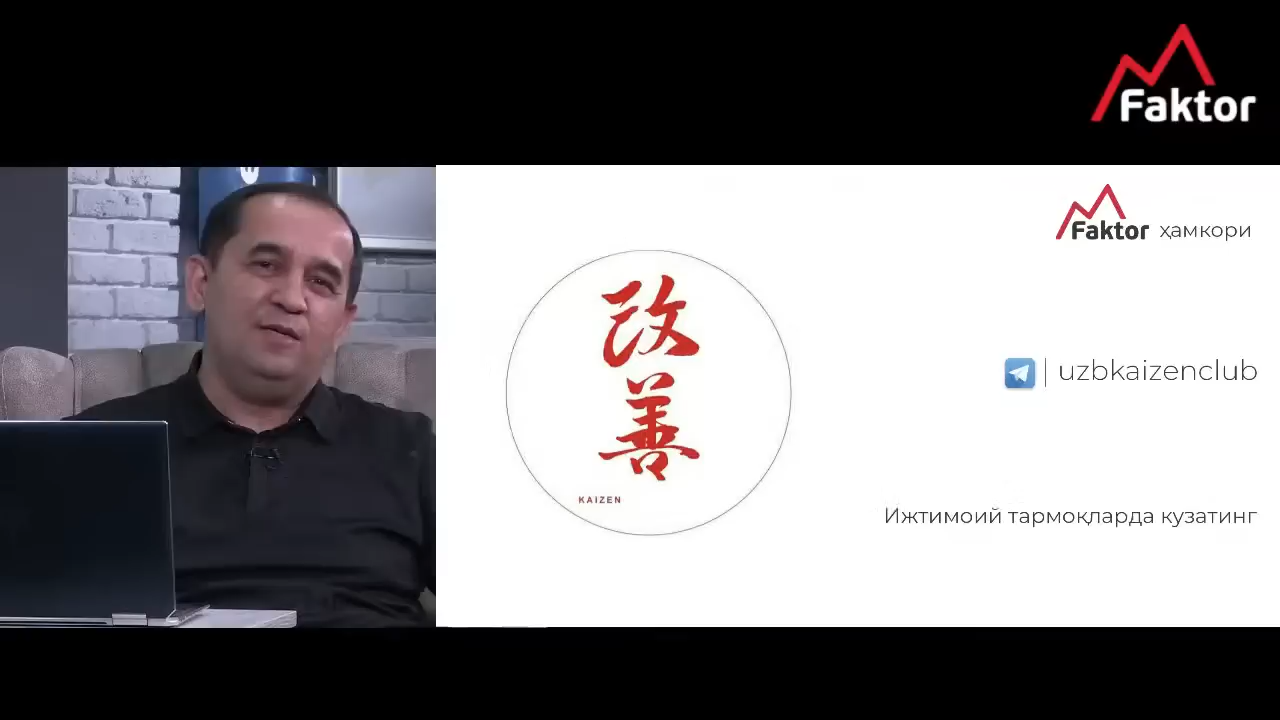 Faktor
Faktor ҳамкори
改
善
KAIZEN
uzbkaizenclub
Ижтимоий тармоқларда кузатинг